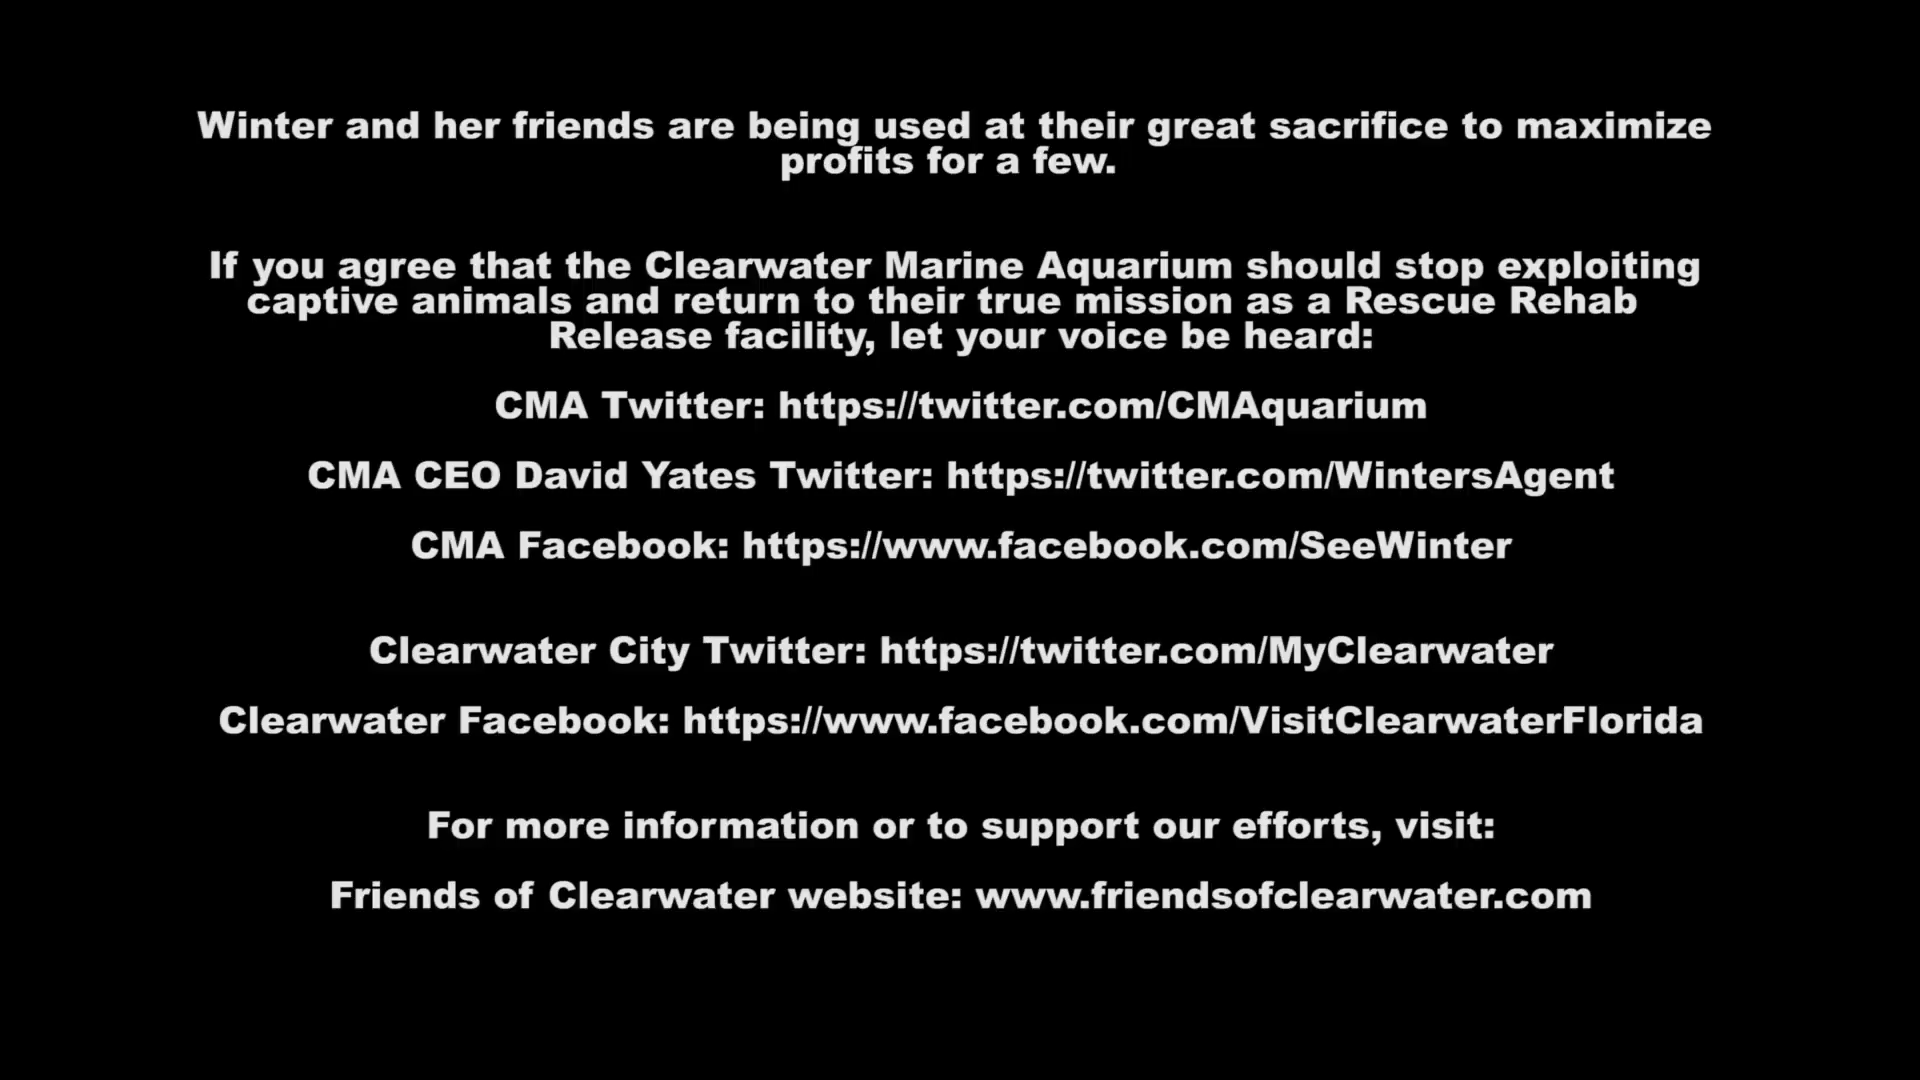 Winter and her friends are being used at their great sacrifice to maximize
profits for a few.
If you agree that the Clearwater Marine Aquarium should stop exploiting
captive animals and return to their true mission as a Rescue Rehab
Release facility, let your voice be heard:
CMA Twitter: https://twitter.com/CMAquarium
CMA CEO David Yates Twitter: https://twitter.com/WintersAgent
CMA Facebook: https://www.facebook.com/SeeWinter
Clearwater City Twitter: https://twitter.com/MyClearwater
Clearwater Facebook: https://www.facebook.com/VisitClearwaterFlorida
For more information or to support our efforts, visit:
Friends of Clearwater website: www.friendsofclearwater.com